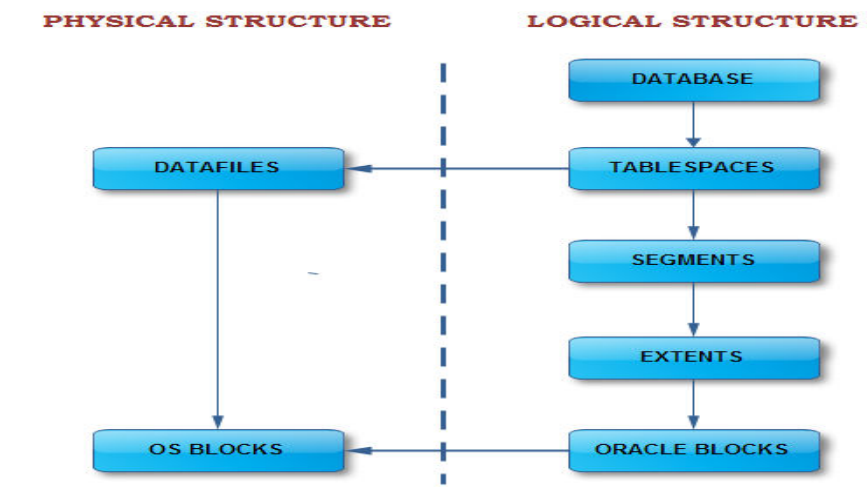 PHYSICAL STRUCTURE
LOGICAL STRUCTURE
DATABASE
DATAFILES
TABLESPACES
SEGMENTS
EXTENTS
OS BLOCKS
ORACLE BLOCKS